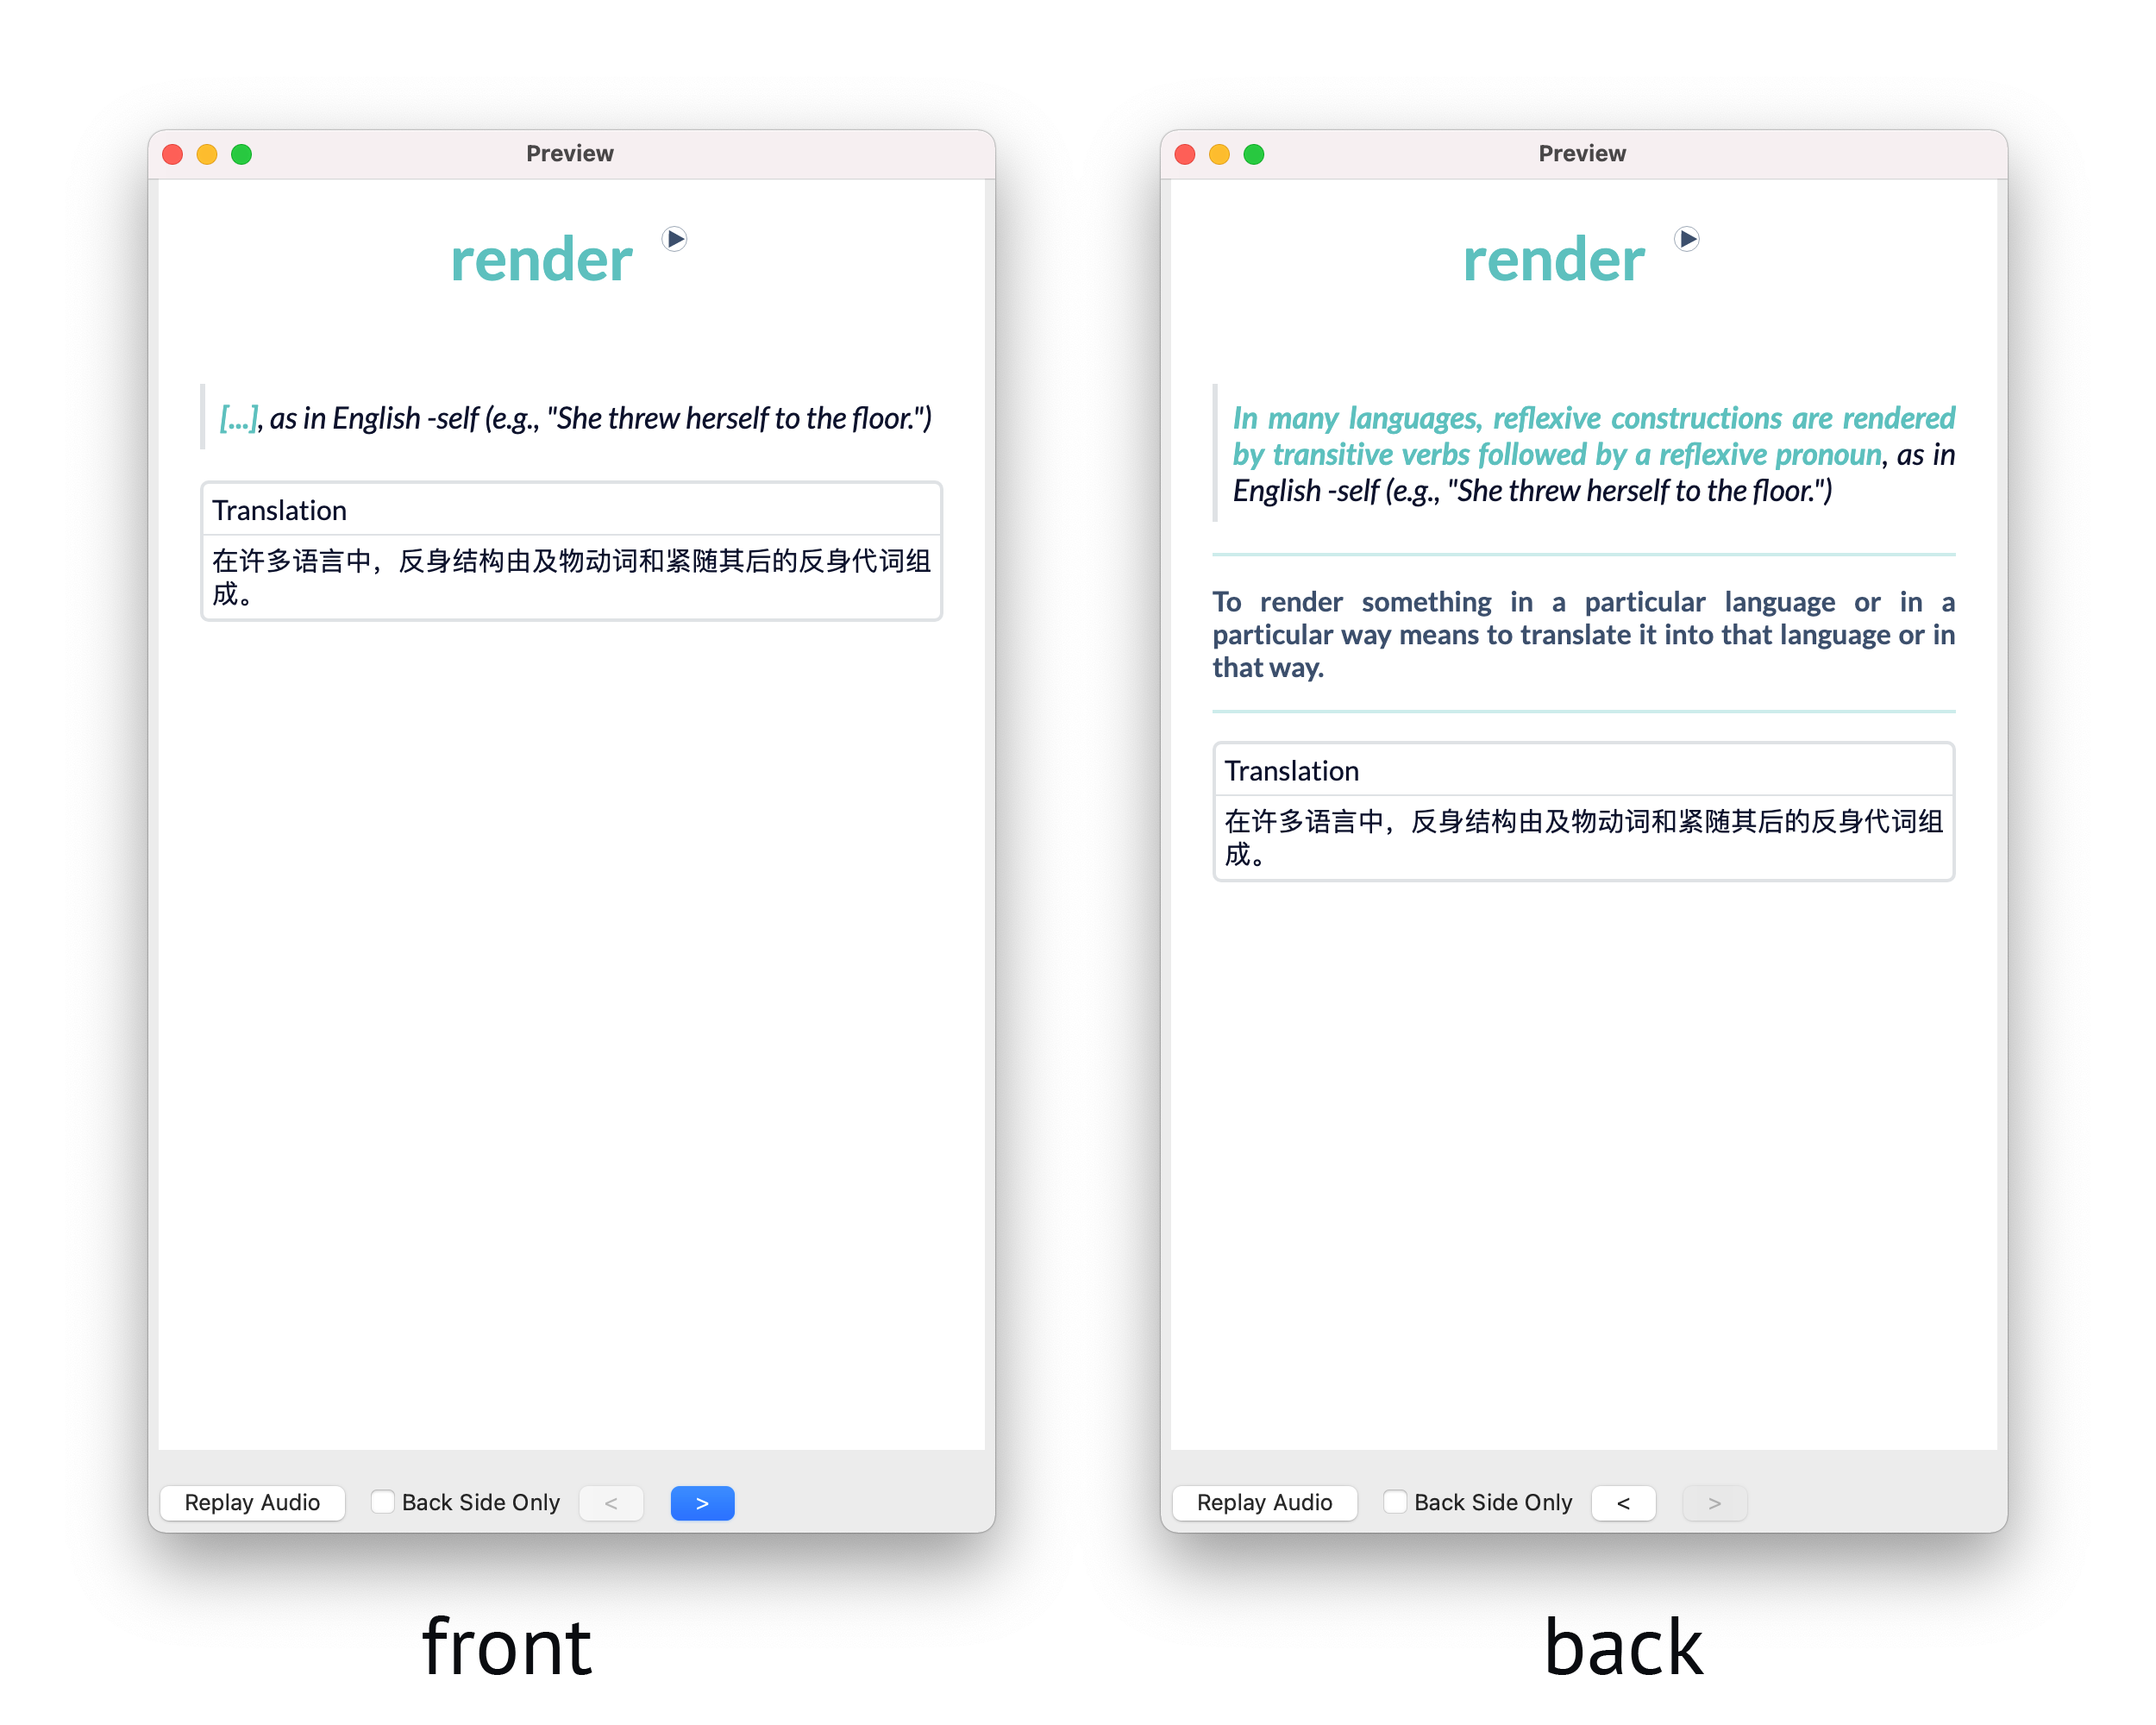 Preview
render
[...], as in English -self (e.g., "She threw herself to the floor.")
Translation
在许多语言中，反身结构由及物动词和紧随其后的反身代词组
成。
Replay Audio
Back Side Only
<
>
front
Preview
render
In many languages, reflexive constructions are rendered
by transitive verbs followed by a reflexive pronoun, as in
English -self (e.g., "She threw herself to the floor.")
To render something in a particular language or in a
particular way means to translate it into that language or in
that way.
Translation
在许多语言中，反身结构由及物动词和紧随其后的反身代词组
成。
Replay Audio
Back Side Only
<
>
back